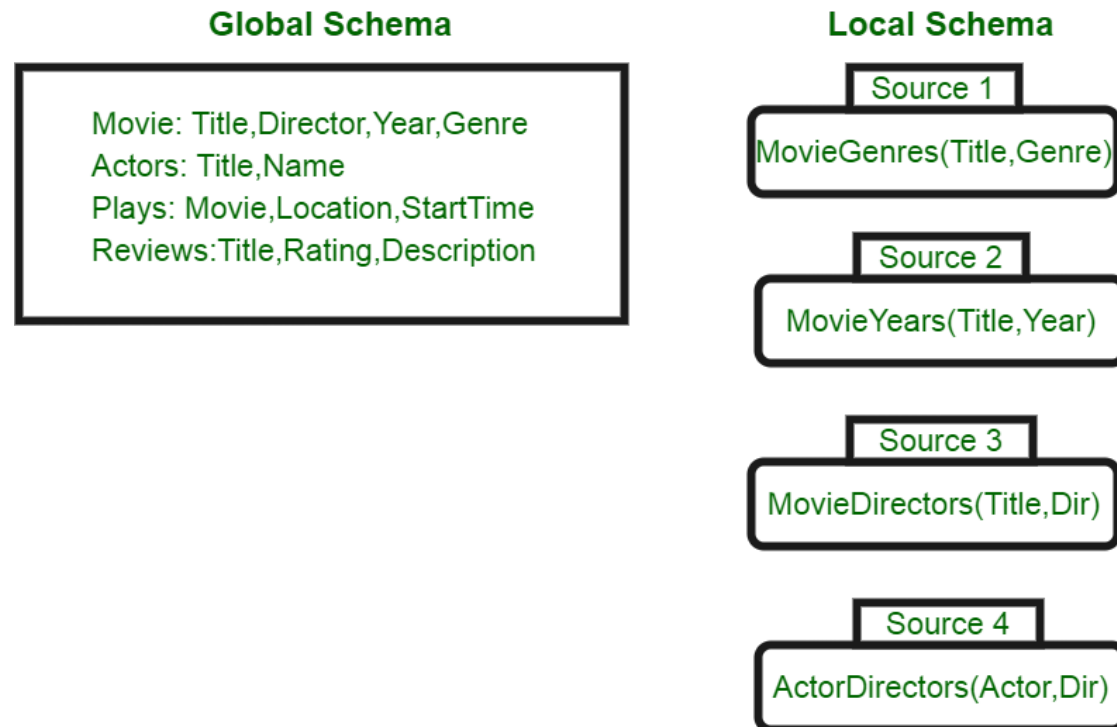 Global Schema
Movie: Title,Director,Year,Genre
Actors: Title,Name
Plays: Movie,Location,StartTime
Reviews:Title,Rating,Description
Local Schema
Source 1
MovieGenres(Title,Genre)
Source 2
MovieYears(Title,Year)
Source 3
MovieDirectors(Title,Dir)
Source 4
ActorDirectors(Actor,Dir)